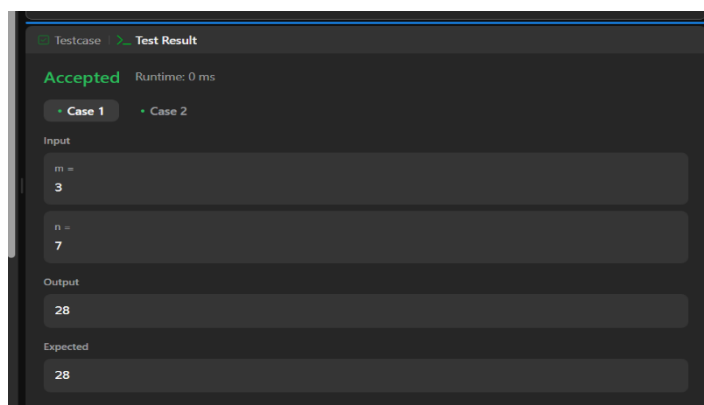 Testcase >_ Test Result
Accepted Runtime: 0 ms
• Case 1 • Case 2
Input
m =
3
n =
7
Output
28
Expected
28